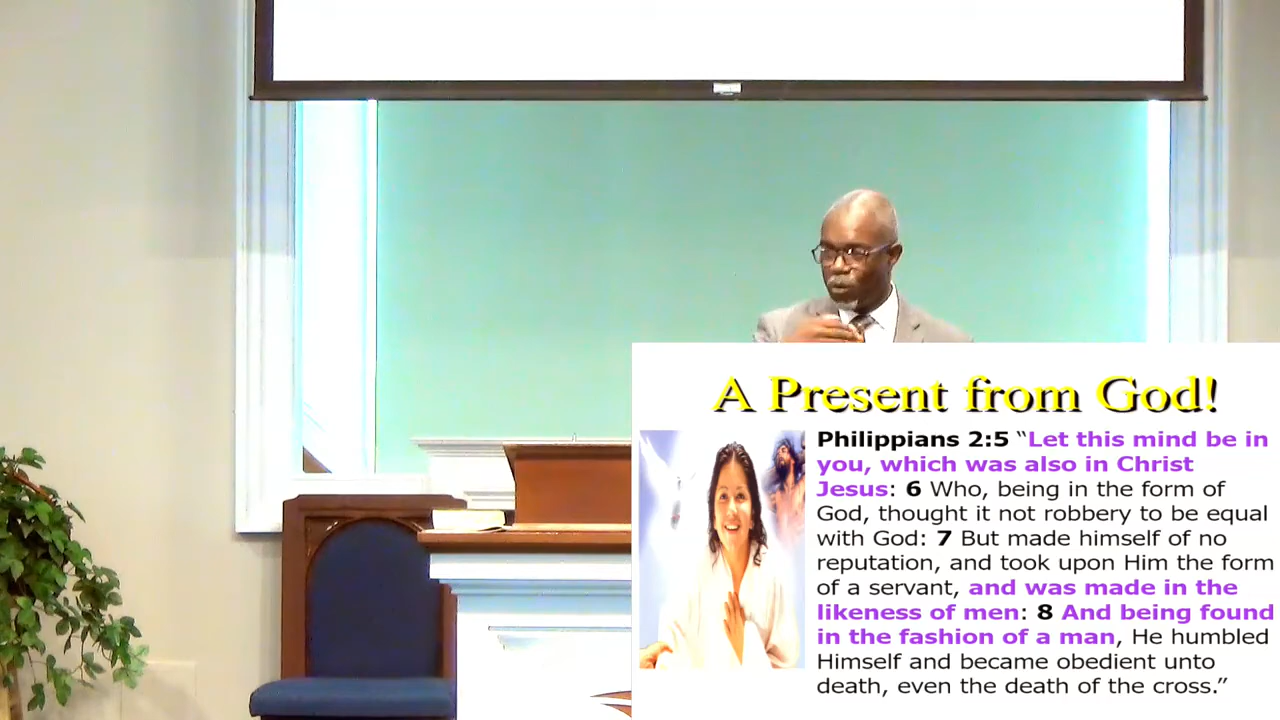 A Present from God!
Philippians 2:5 “Let this mind be in
you, which was also in Christ
Jesus: 6 Who, being in the form of
God, thought it not robbery to be equal
with God: 7 But made himself of no
reputation, and took upon Him the form
of a servant, and was made in the
likeness of men: 8 And being found
in the fashion of a man, He humbled
Himself and became obedient unto
death, even the death of the cross.”